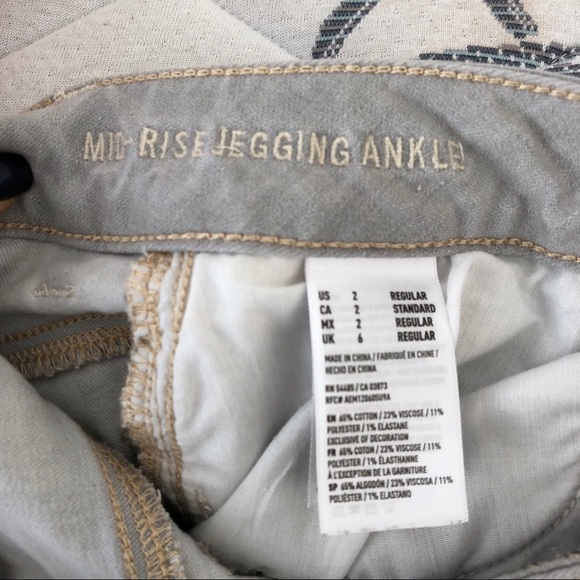 MID-RISE JEGGING ANKLE
US 2 REGULAR
CA 2 STANDARD
MX 2 REGULAR
UK 6 REGULAR
MADE IN CHINA / FABRIQUÉ EN CHINE /
HECHO EN CHINA
RN 54485 / CA 03873
RFC# AEM120605U9A
EN 65% COTTON / 23% VISCOSE / 11%
POLYESTER / 1% ELASTANE
EXCLUSIVE OF DECORATION
FR 65% COTON / 23% VISCOSE / 11%
POLYESTER / 1% ÉLASTHANNE
À L'EXCEPTION DE LA GARNITURE
SP 65% ALGODÓN / 23% VISCOSA / 11%
POLIÉSTER / 1% ELASTANO